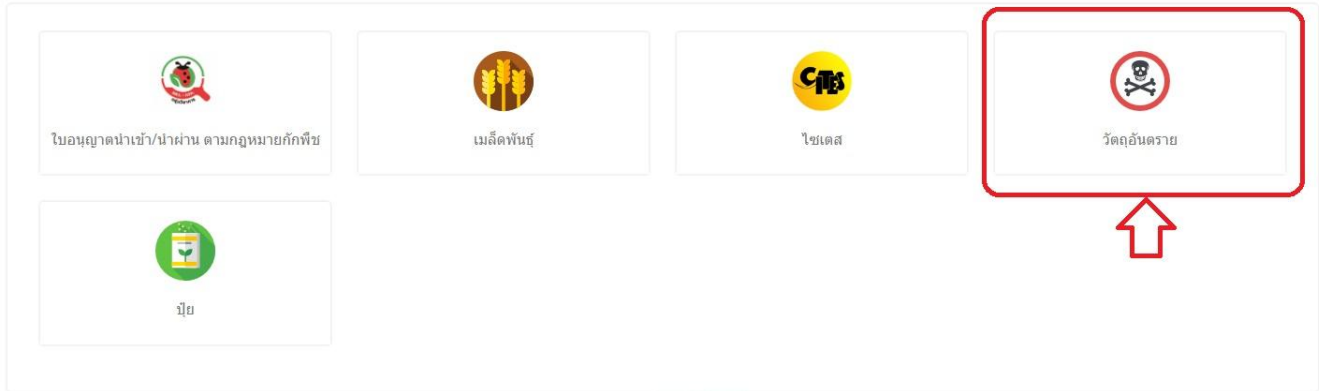 ใบอนุญาตนำเข้า/นำผ่าน ตามกฎหมายกักพืช
เมล็ดพันธุ์
CITES
ไซเตส
วัตถุอันตราย
ปุ๋ย